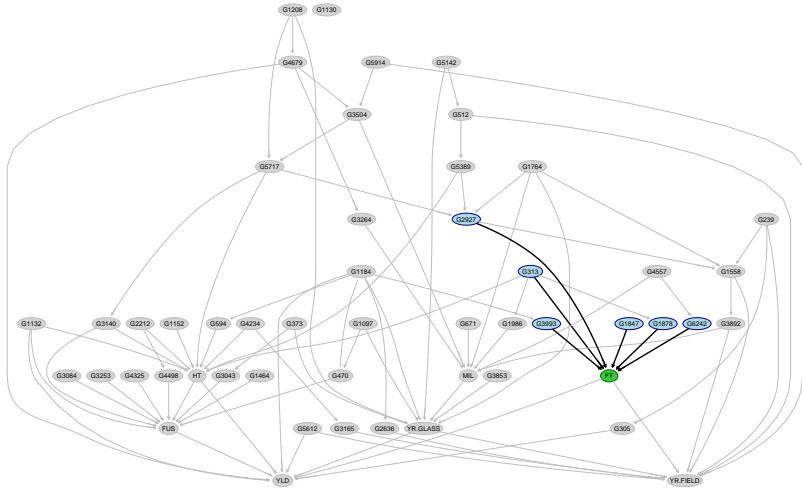 G1208 G1130
G4679 G5914 G5142
G3504 G512
G5717 G5389 G1764
G3264 G2927 G239
G1184 G313 G4557 G1558
G1132 G3140 G2212 G1152 G594 G4234 G373 G1097 G671 G1986 G3993 G1847 G1878 G6242 G3892
G3084 G3253 G4325 G4498 HT G3043 G1464 G470 MIL G3853 FT
FUS G5612 G3165 G2636 YR.GLASS G305
YLD YR.FIELD